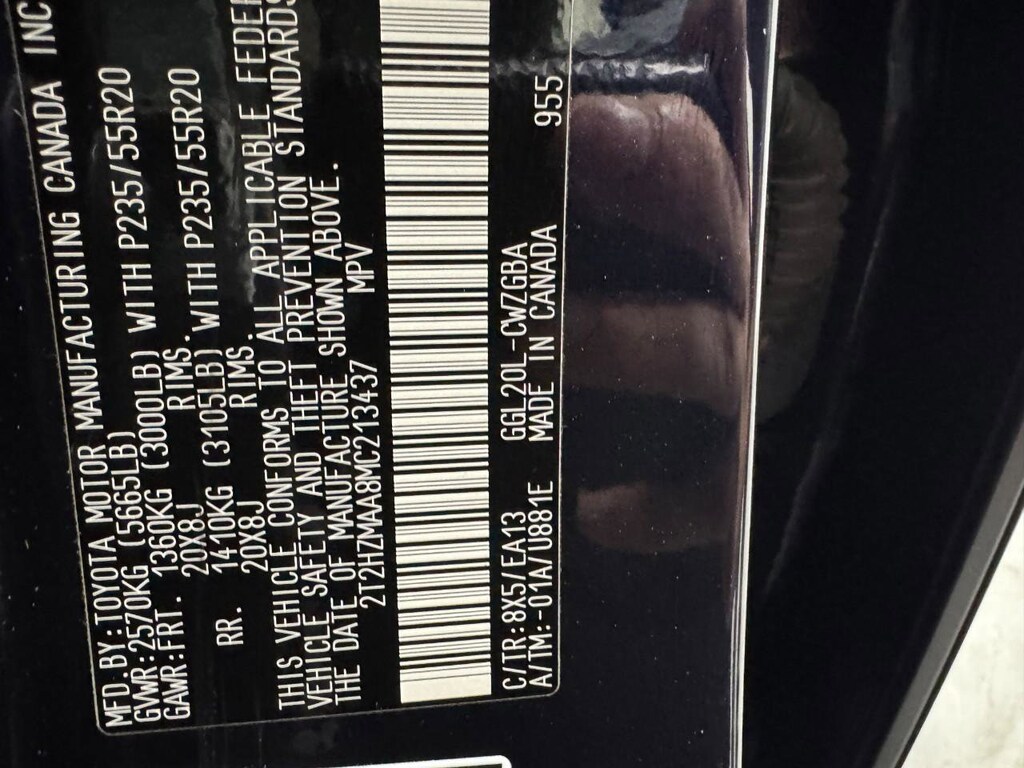 MFD.BY:TOYOTA MOTOR MANUFACTURING CANADA INC
GVWR:2570KG (5665LB)
GAWR:FRT. 1360KG (3000LB) WITH P235/55R20
20X8J RIMS.
RR. 1410KG (3105LB) WITH P235/55R20
20X8J RIMS.
THIS VEHICLE CONFORMS TO ALL APPLICABLE
VEHICLE SAFETY AND THEFT PREVENTION STANDARDS
THE DATE OF MANUFACTURE SHOWN ABOVE.
2T2HZMAA8MC213437 MPV
C/TR:8X5/EA13 GGL20L-CWZGBA
A/TM:-01A/U881E MADE IN CANADA 955